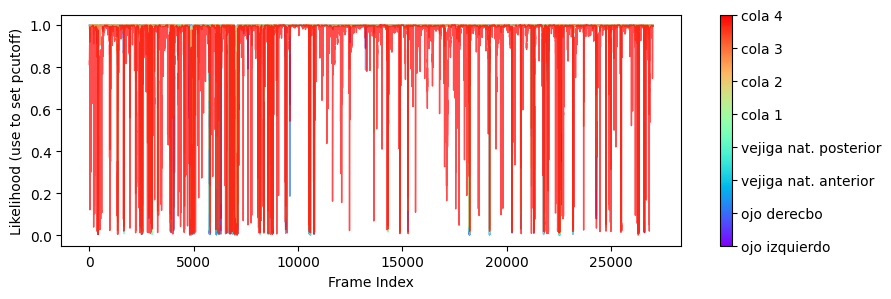 Likelihood (use to set pcutoff)
1.0
0.8
0.6
0.4
0.2
0.0
0
5000
10000
15000
20000
25000
Frame Index
cola 4
cola 3
cola 2
cola 1
vejiga nat. posterior
vejiga nat. anterior
ojo derecbo
ojo izquierdo